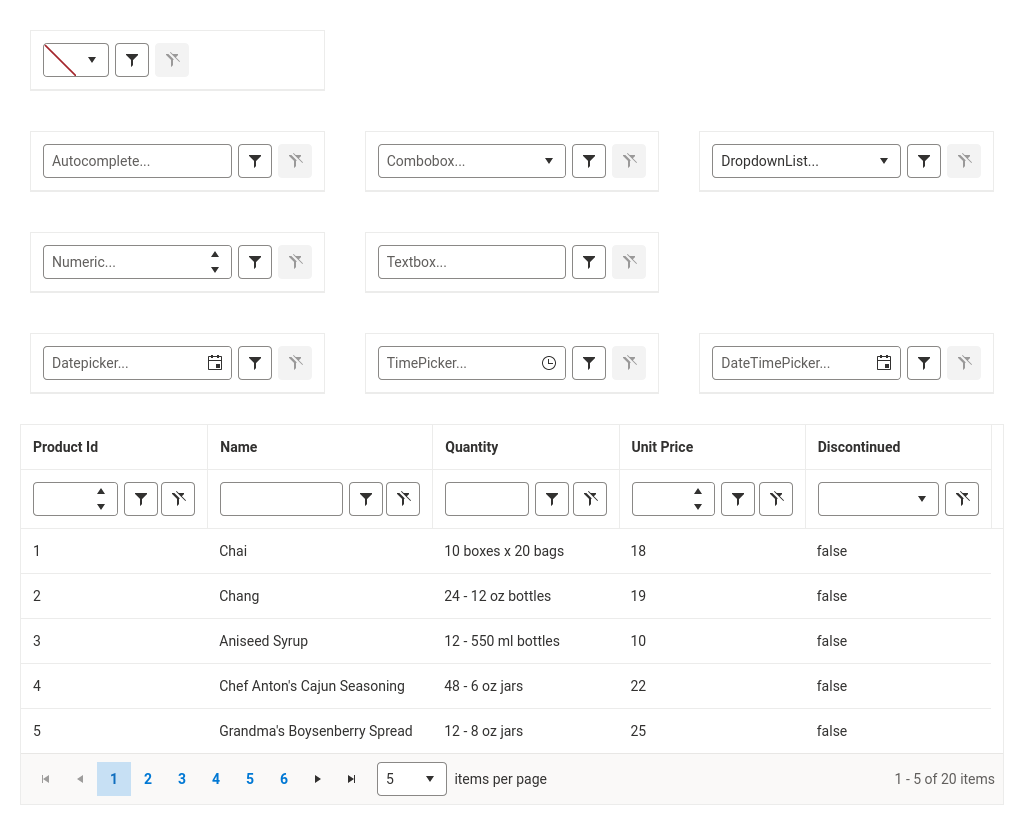 Autocomplete... Combobox... DropdownList...
Numeric... Textbox...
Datepicker... TimePicker... DateTimePicker...
Product Id Name Quantity Unit Price Discontinued
1 Chai 10 boxes x 20 bags 18 false
2 Chang 24 - 12 oz bottles 19 false
3 Aniseed Syrup 12 - 550 ml bottles 10 false
4 Chef Anton's Cajun Seasoning 48 - 6 oz jars 22 false
5 Grandma's Boysenberry Spread 12 - 8 oz jars 25 false
1 2 3 4 5 6 5 items per page 1 - 5 of 20 items